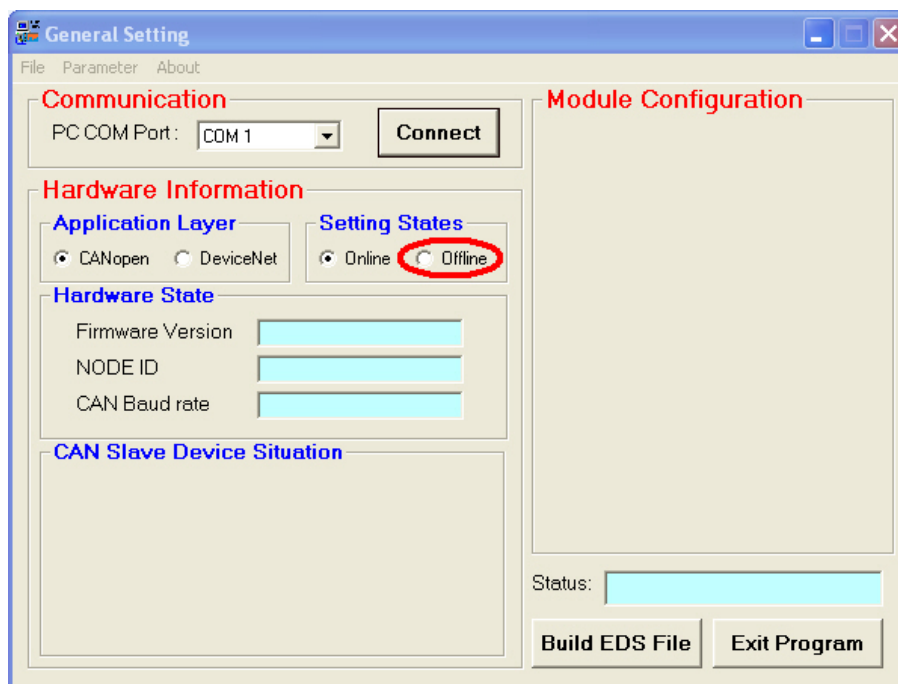 General Setting
File Parameter About
Communication
PC COM Port : COM 1 Connect
Hardware Information
Application Layer
CANopen DeviceNet
Setting States
Online Offline
Hardware State
Firmware Version
NODE ID
CAN Baud rate
CAN Slave Device Situation
Module Configuration
Status:
Build EDS File Exit Program